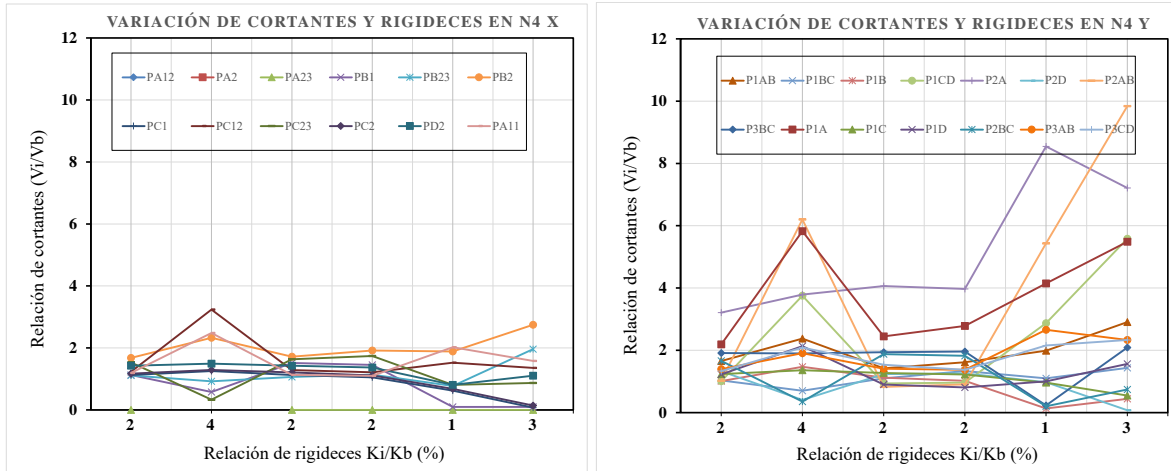 VARIACIÓN DE CORTANTES Y RIGIDECES EN N4 X
12
10
8
6
4
2
0
Relación de cortantes (Vi/Vb)
PA12 PA2 PA23 PB1 PB23 PB2
PC1 PC12 PC23 PC2 PD2 PA11
2 4 2 2 1 3
Relación de rigideces Ki/Kb (%)
VARIACIÓN DE CORTANTES Y RIGIDECES EN N4 Y
12
10
8
6
4
2
0
Relación de cortantes (Vi/Vb)
P1AB P1BC P1B P1CD P2A P2D P2AB
P3BC P1A P1C P1D P2BC P3AB P3CD
2 4 2 2 1 3
Relación de rigideces Ki/Kb (%)